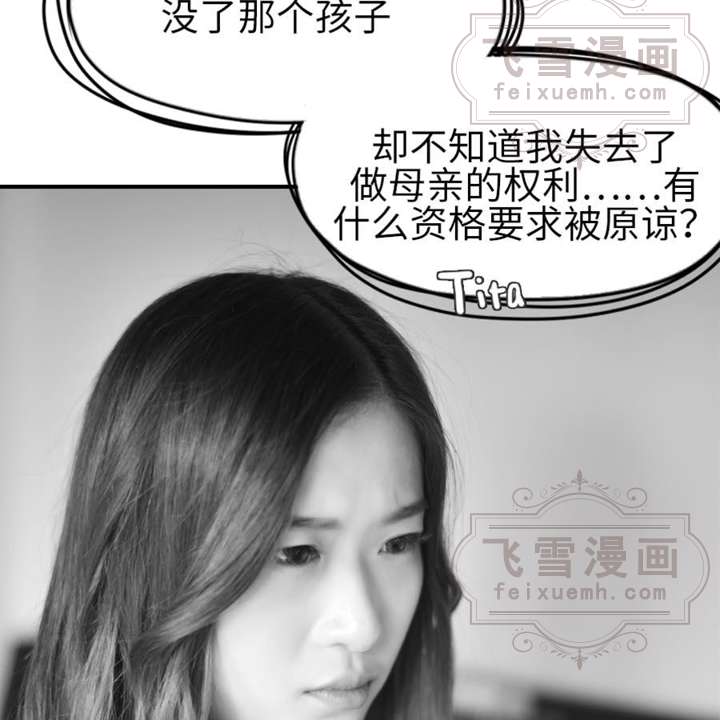 没了那个孩子
飞雪漫画
feixuemh.com
却不知道我失去了
做母亲的权利……有
什么资格要求被原谅？
Tita
飞雪漫画
feixuemh.com